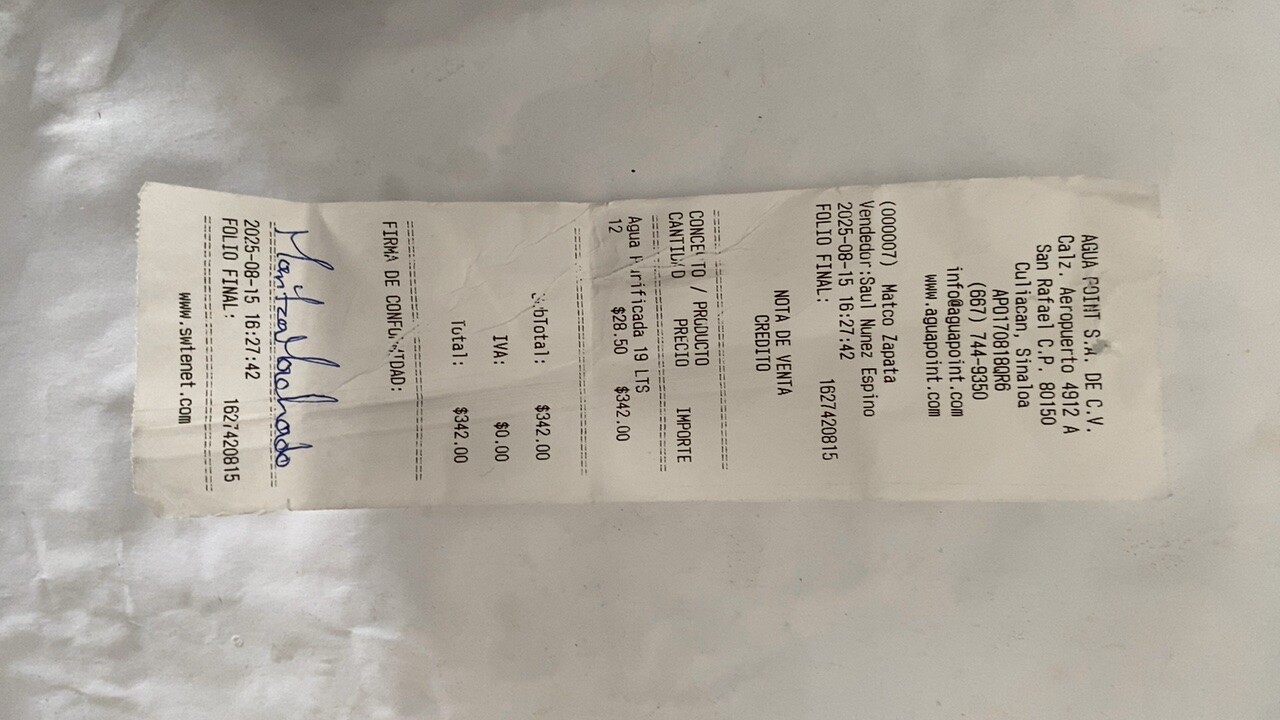 AGUA POINT S.A. DE C.V.
Calz. Aeropuerto 4912 A
San Rafael C.P. 80150
Culiacan, Sinaloa
APO170818QR6
(667) 744-9350
info@aguapoint.com
www.aguapoint.com
(000007) Matco Zapata
Vendedor:Saul Nunez Espino
2025-08-15 16:27:42
FOLIO FINAL: 1627420815
NOTA DE VENTA
CREDITO
CONCEPTO / PRODUCTO
CANTIDAD PRECIO IMPORTE
Agua Purificada 19 LTS
12 $28.50 $342.00
SubTotal: $342.00
IVA: $0.00
Total: $342.00
FIRMA DE CONFORMIDAD:
2025-08-15 16:27:42
FOLIO FINAL: 1627420815
www.swtenet.com